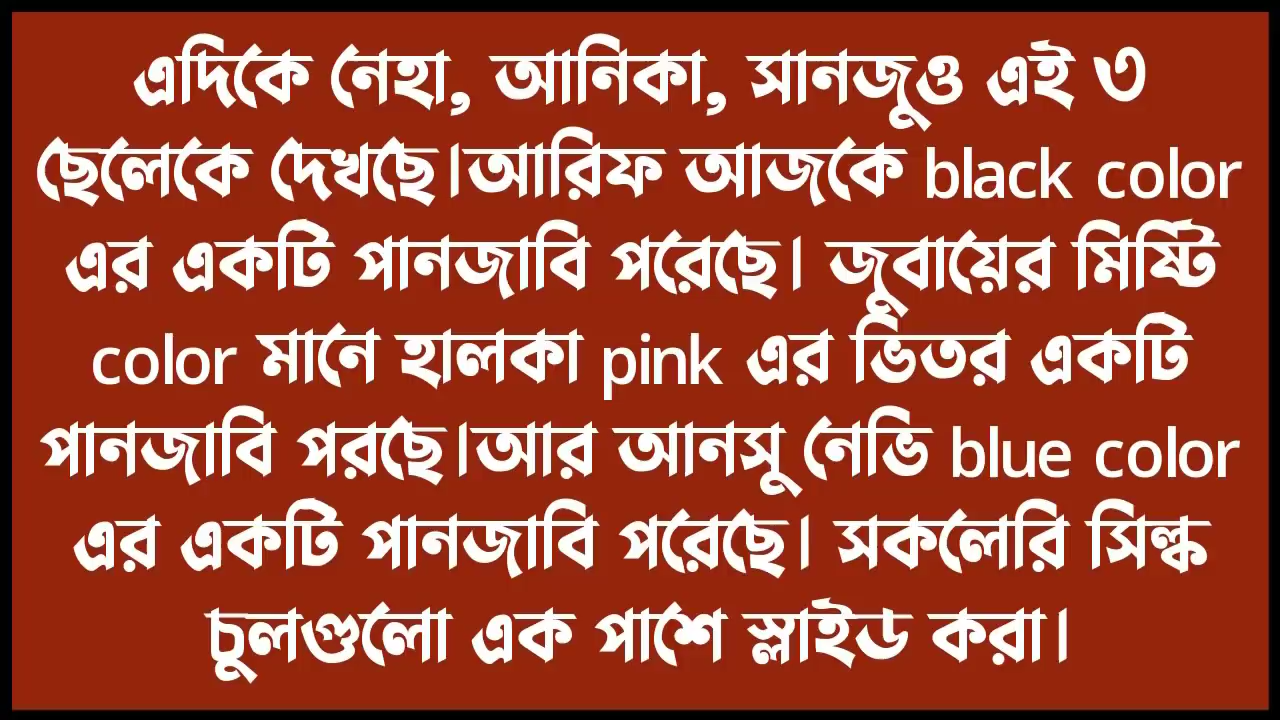 এদিকে নেহা, আনিকা, সানজুও এই ৩
ছেলেকে দেখছে।আরিফ আজকে black color
এর একটি পানজাবি পরেছে। জুবায়ের মিষ্টি
color মানে হালকা pink এর ভিতর একটি
পানজাবি পরছে।আর আনসু নেভি blue color
এর একটি পানজাবি পরেছে। সকলেরি সিল্ক
চুলগুলো এক পাশে স্লাইড করা।